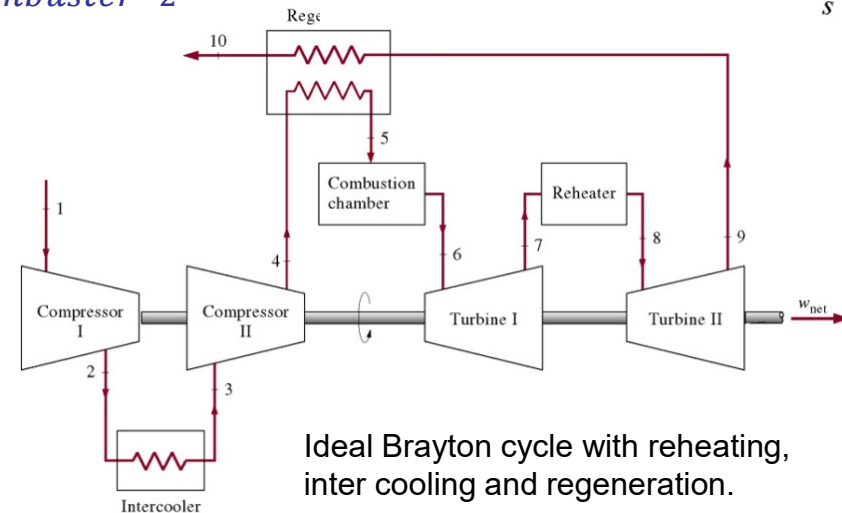 S
Rege
10
5
Combustion
chamber
Reheater
1
4
6
7
8
9
Compressor
I
Compressor
II
Turbine I
Turbine II
wnet
2
3
Intercooler
Ideal Brayton cycle with reheating,
inter cooling and regeneration.